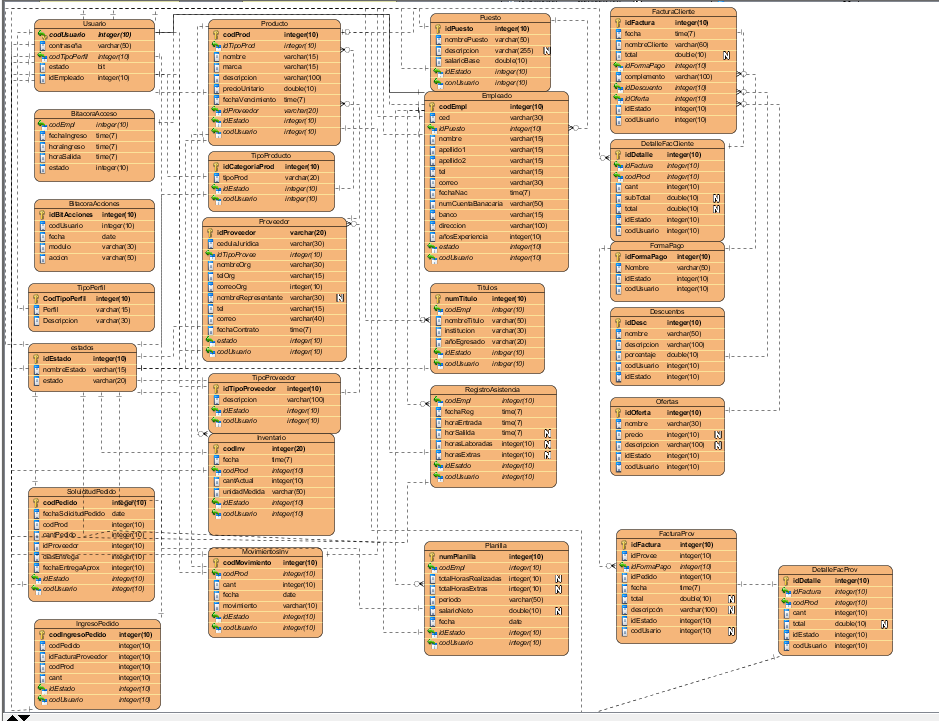 Usuario
codUsuario integer(10)
contraseña varchar(50)
codTipoPerfil integer(10)
estado bit
idEmpleado integer(10)
BitacoraAcceso
codEmpl integer(10)
fechaIngreso time(7)
horaIngreso time(7)
horaSalida time(7)
estado integer(10)
BitacoraAcciones
idBitAcciones integer(10)
codUsuario integer(10)
fecha date
modulo varchar(30)
accion varchar(50)
TipoPerfil
CodTipoPerfil integer(10)
Perfil varchar(15)
Descripcion varchar(30)
estados
idEstado integer(10)
nombreEstado varchar(15)
estado varchar(20)
SolicitudPedido
codPedido integer(10)
fechaSolicitudPedido date
codProd integer(10)
cantPedido integer(10)
idProveedor integer(10)
diasEntrega integer(10)
fechaEntregaAprox integer(10)
idEstado integer(10)
codUsuario integer(10)
IngresoPedido
codIngresoPedido integer(10)
codPedido integer(10)
idFacturaProveedor integer(10)
codProd integer(10)
cant integer(10)
idEstado integer(10)
codUsuario integer(10)
Producto
codProd integer(10)
idTipoProd integer(10)
nombre varchar(15)
marca varchar(15)
descripcion varchar(100)
precioUnitario double(10)
fechaVencimiento time(7)
idProveedor varchar(20)
idEstado integer(10)
codUsuario integer(10)
TipoProducto
idCategoriaProd integer(10)
tipoProd varchar(20)
idEstado integer(10)
codUsuario integer(10)
Proveedor
idProveedor varchar(20)
cedulaJuridica varchar(30)
idTipoProvee integer(10)
nombreOrg varchar(30)
telOrg varchar(15)
correoOrg integer(10)
nombreRepresentante varchar(30) N
tel varchar(15)
correo varchar(40)
fechaContrato time(7)
estado integer(10)
codUsuario integer(10)
TipoProveedor
idTipoProveedor integer(10)
descripcion varchar(100)
idEstado integer(10)
codUsuario integer(10)
Inventario
codInv integer(20)
fecha time(7)
codProd integer(10)
cantActual integer(10)
unidadMedida varchar(50)
idEstado integer(10)
codUsuario integer(10)
MovimientosInv
codMovimiento integer(10)
codProd integer(10)
cant integer(10)
fecha date
movimiento varchar(10)
idEstado integer(10)
codUsuario integer(10)
Puesto
idPuesto integer(10)
nombrePuesto varchar(50)
descripcion varchar(255) N
salarioBase double(10)
idEstado integer(10)
conUsuario integer(10)
Empleado
codEmpl integer(10)
ced varchar(30)
idPuesto integer(10)
nombre varchar(15)
apellido1 varchar(15)
apellido2 varchar(15)
tel varchar(15)
correo varchar(30)
fechaNac time(7)
numCuentaBanacaria varchar(50)
banco varchar(15)
direccion varchar(100)
añosExperiencia integer(10)
estado integer(10)
codUsuario integer(10)
Titulos
numTitulo integer(10)
codEmpl integer(10)
nombreTitulo varchar(50)
institucion varchar(30)
añoEgresado varchar(20)
idEstado integer(10)
codUsuario integer(10)
RegistroAsistencia
codEmpl integer(10)
fechaReg time(7)
horaEntrada time(7)
horSallida time(7) N
horasLaboradas integer(10) N
horasExtras integer(10) N
idEstado integer(10)
codUsuario integer(10)
Planilla
numPlanilla integer(10)
codEmpl integer(10)
totalHorasRealizadas integer(10) N
totalHorasExtras integer(10) N
periodo varchar(50)
salarioNeto double(10) N
fecha date
idEstado integer(10)
codUsuario integer(10)
FacturaCliente
idFactura integer(10)
fecha time(7)
nombreCliente varchar(60)
total double(10) N
idFormaPago integer(10)
complemento varchar(100)
idDescuento integer(10)
idOferta integer(10)
idEstado integer(10)
codUsuario integer(10)
DetalleFacCliente
idDetalle integer(10)
idFactura integer(10)
codProd integer(10)
cant integer(10)
subTotal double(10) N
total double(10) N
idEstado integer(10)
codUsuario integer(10)
FormaPago
idFormaPago integer(10)
Nombre varchar(50)
idEstado integer(10)
codUsuario integer(10)
Descuentos
idDesc integer(10)
nombre varchar(50)
descripcion varchar(100)
porcentaje double(10)
codUsuario integer(10)
idEstado integer(10)
Ofertas
idOferta integer(10)
nombre varchar(30)
precio integer(10) N
descripcion varchar(100) N
idEstado integer(10)
codUsuario integer(10)
FacturaProv
idFactura integer(10)
idProvee integer(10)
idFormaPago integer(10)
idPedido integer(10)
fecha time(7)
total double(10) N
descripcón varchar(100) N
idEstado integer(10)
codUsario integer(10) N
DetalleFacProv
idDetalle integer(10)
idFactura integer(10)
codProd integer(10)
cant integer(10)
total double(10) N
idEstado integer(10)
codUsuario integer(10)